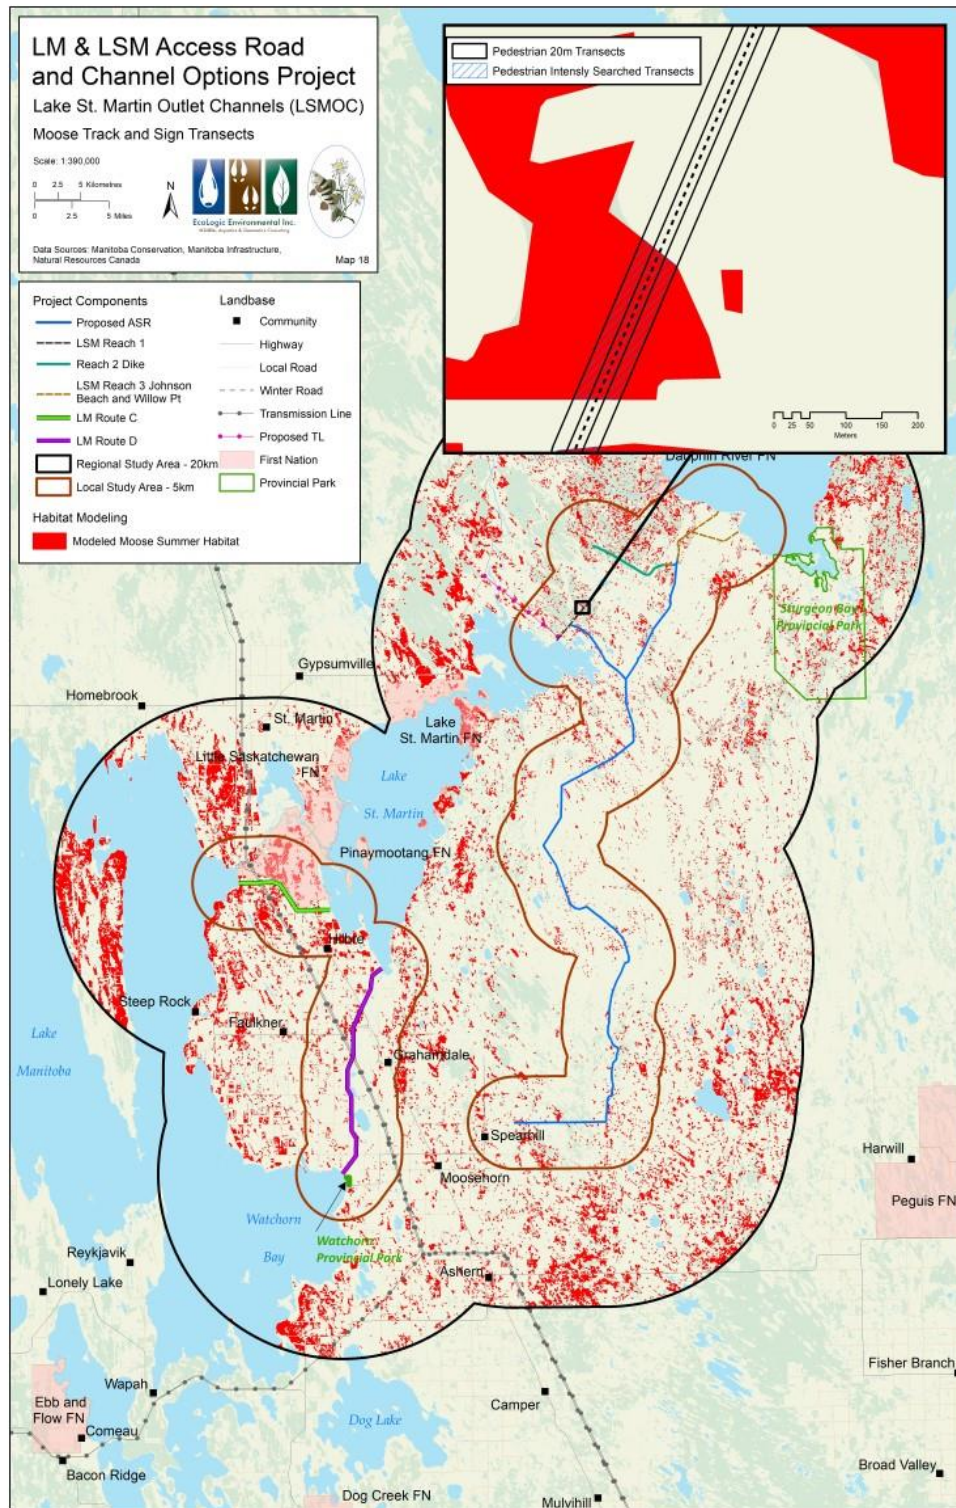 LM & LSM Access Road
and Channel Options Project
Lake St. Martin Outlet Channels (LSMOC)
Moose Track and Sign Transects
Scale: 1:390,000
0 2.5 5 Kilometres
0 2.5 5 Miles
N
EcoLogic Environmental Inc.
Data Sources: Manitoba Conservation, Manitoba Infrastructure,
Natural Resources Canada
Map 18
Pedestrian 20m Transects
Pedestrian Intensly Searched Transects
0 25 50 100 150 200
Meters
Project Components
Proposed ASR
LSM Reach 1
Reach 2 Dike
LSM Reach 3 Johnson
Beach and Willow Pt
LM Route C
LM Route D
Regional Study Area - 20km
Local Study Area - 5km
Habitat Modeling
Modeled Moose Summer Habitat
Landbase
Community
Highway
Local Road
Winter Road
Transmission Line
Proposed TL
First Nation
Provincial Park
Dauphin River FN
Sturgeon Bay
Provincial Park
Gypsumville
Homebrook
St. Martin
Lake
St. Martin FN
Little Saskatchewan
FN
Lake
St. Martin
Pinaymootang FN
Hilbre
Steep Rock
Faulkner
Lake
Manitoba
Grahamdale
Spearhill
Moosehorn
Harwill
Peguis FN
Watchorn
Bay
Watchorn
Provincial Park
Reykjavik
Lonely Lake
Ashern
Fisher Branch
Wapah
Ebb and
Flow FN
Comeau
Camper
Dog Lake
Bacon Ridge
Broad Valley
Dog Creek FN
Mulvihill